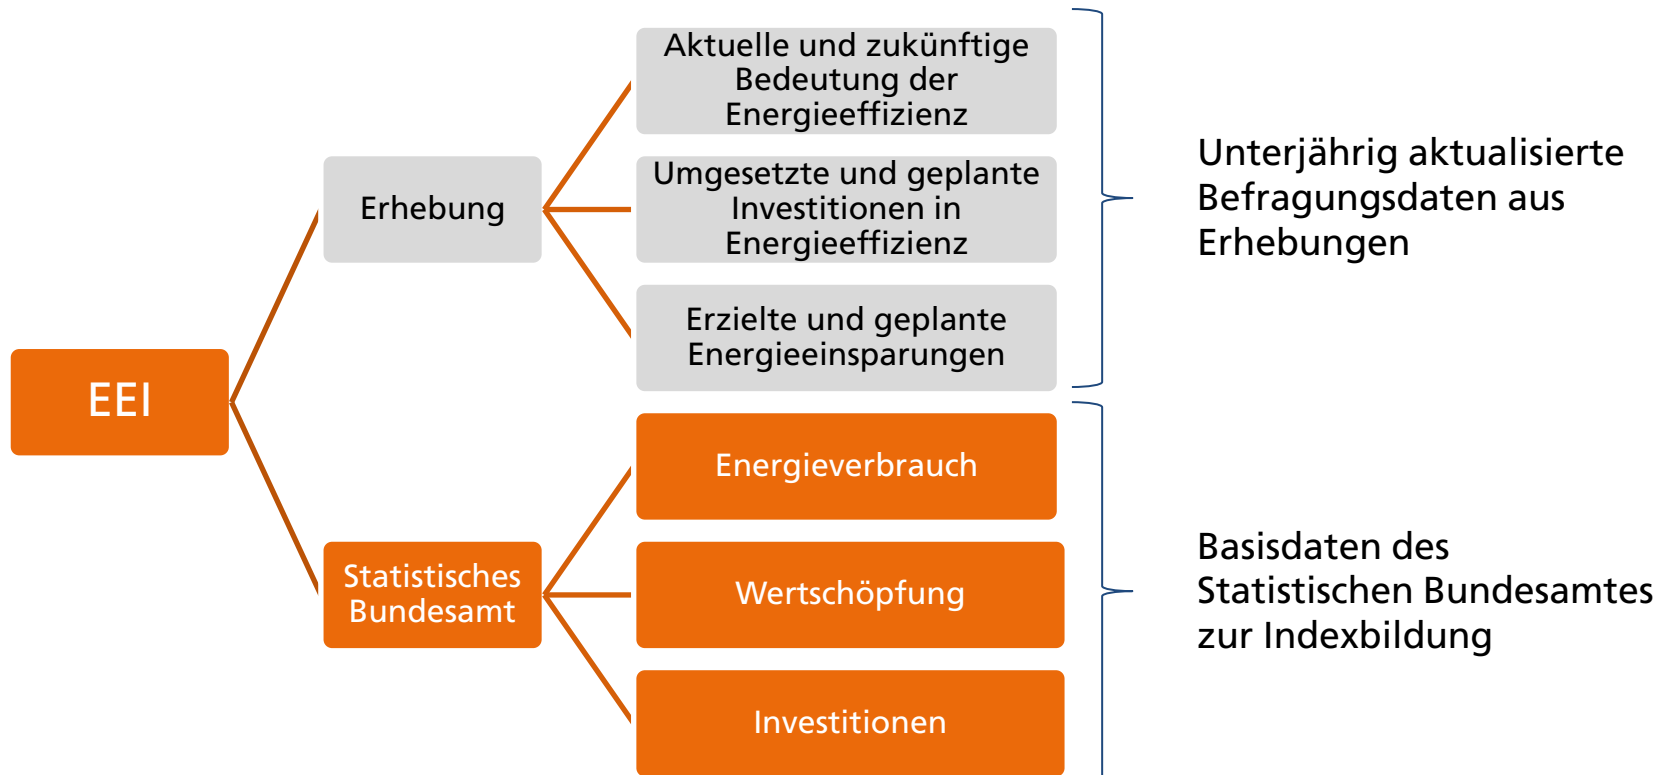 EEI
Erhebung
Aktuelle und zukünftige
Bedeutung der
Energieeffizienz
Umgesetzte und geplante
Investitionen in
Energieeffizienz
Erzielte und geplante
Energieeinsparungen
Unterjährig aktualisierte
Befragungsdaten aus
Erhebungen
Statistisches
Bundesamt
Energieverbrauch
Wertschöpfung
Investitionen
Basisdaten des
Statistischen Bundesamtes
zur Indexbildung